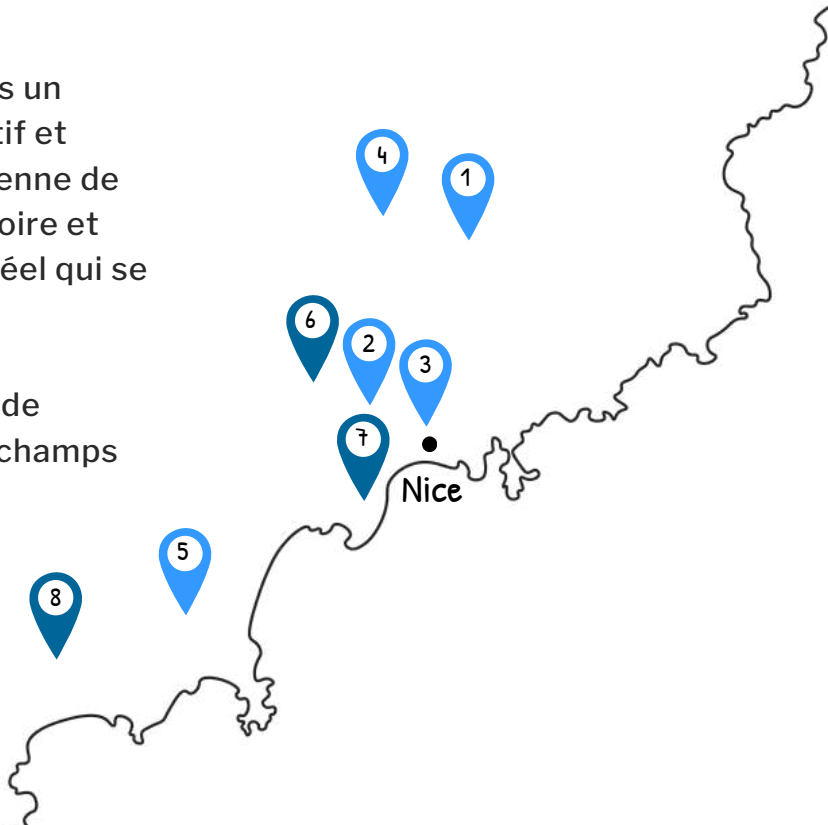 s un
tif et
enne de
oire et
éel qui se
de
champs
4
1
6
2
3
7
Nice
5
8